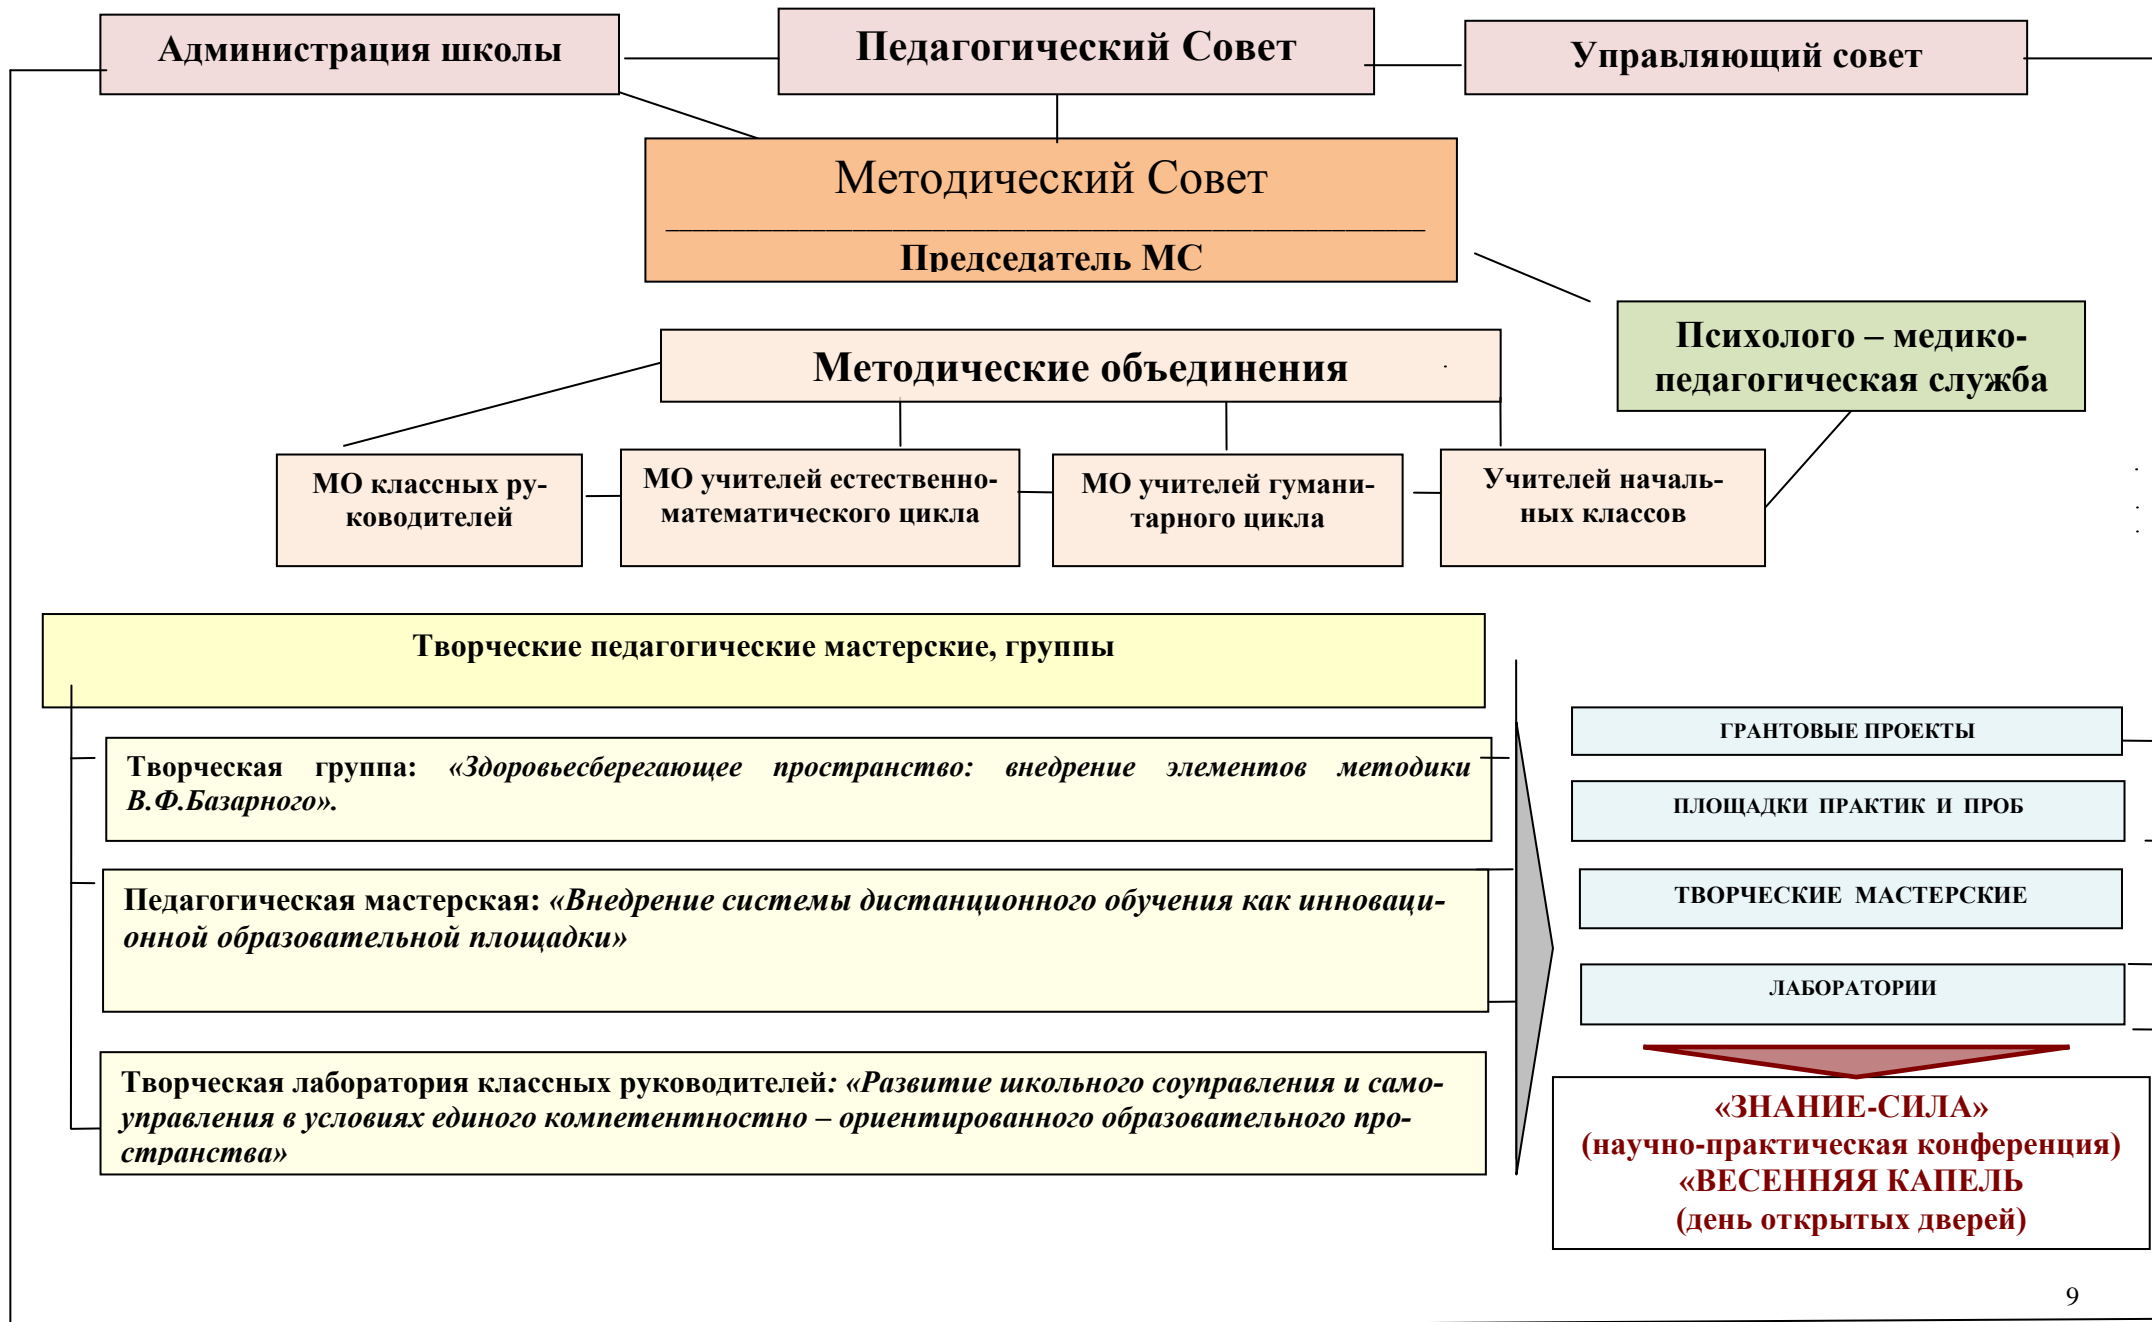 Администрация школы
Педагогический Совет
Управляющий совет
Методический Совет
Председатель МС
Психолого – медико-
педагогическая служба
Методические объединения
МО классных ру-
ководителей
МО учителей естественно-
математического цикла
МО учителей гумани-
тарного цикла
Учителей началь-
ных классов
Творческие педагогические мастерские, группы
Творческая группа: «Здоровьесберегающее пространство: внедрение элементов методики
В.Ф.Базарного».
Педагогическая мастерская: «Внедрение системы дистанционного обучения как инноваци-
онной образовательной площадки»
Творческая лаборатория классных руководителей: «Развитие школьного соуправления и само-
управления в условиях единого компетентностно – ориентированного образовательного про-
странства»
ГРАНТОВЫЕ ПРОЕКТЫ
ПЛОЩАДКИ ПРАКТИК И ПРОБ
ТВОРЧЕСКИЕ МАСТЕРСКИЕ
ЛАБОРАТОРИИ
«ЗНАНИЕ-СИЛА»
(научно-практическая конференция)
«ВЕСЕННЯЯ КАПЕЛЬ
(день открытых дверей)
9